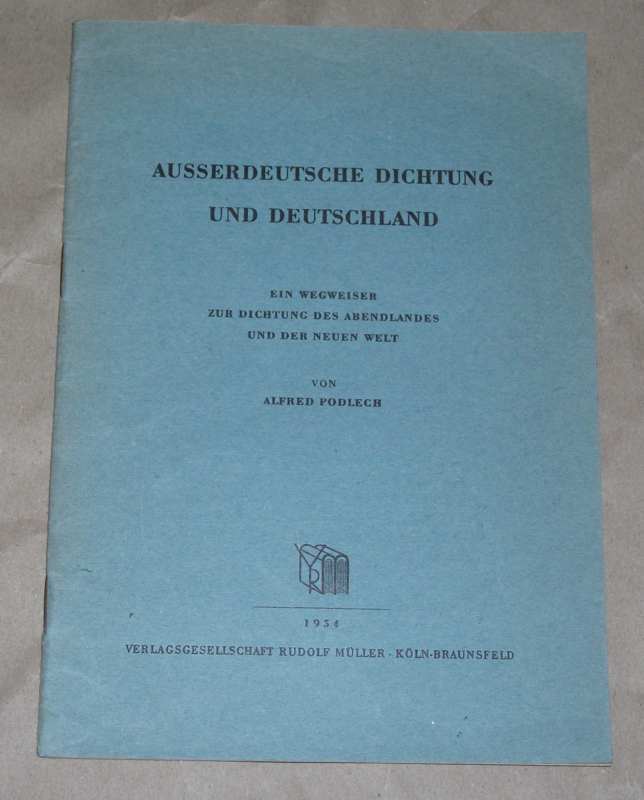 AUSSERDEUTSCHE DICHTUNG
UND DEUTSCHLAND
EIN WEGWEISER
ZUR DICHTUNG DES ABENDLANDES
UND DER NEUEN WELT
VON
ALFRED PODLECH
1954
VERLAGSGESELLSCHAFT RUDOLF MÜLLER · KÖLN-BRAUNSFELD